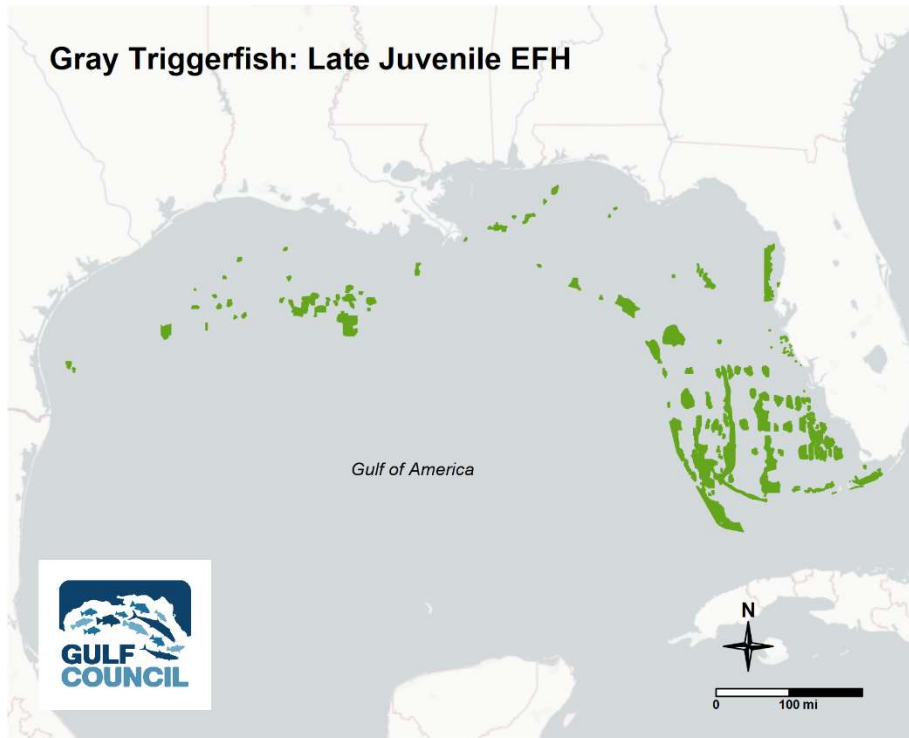 Gray Triggerfish: Late Juvenile EFH
Gulf of America
GULF
COUNCIL
N
0 100 mi